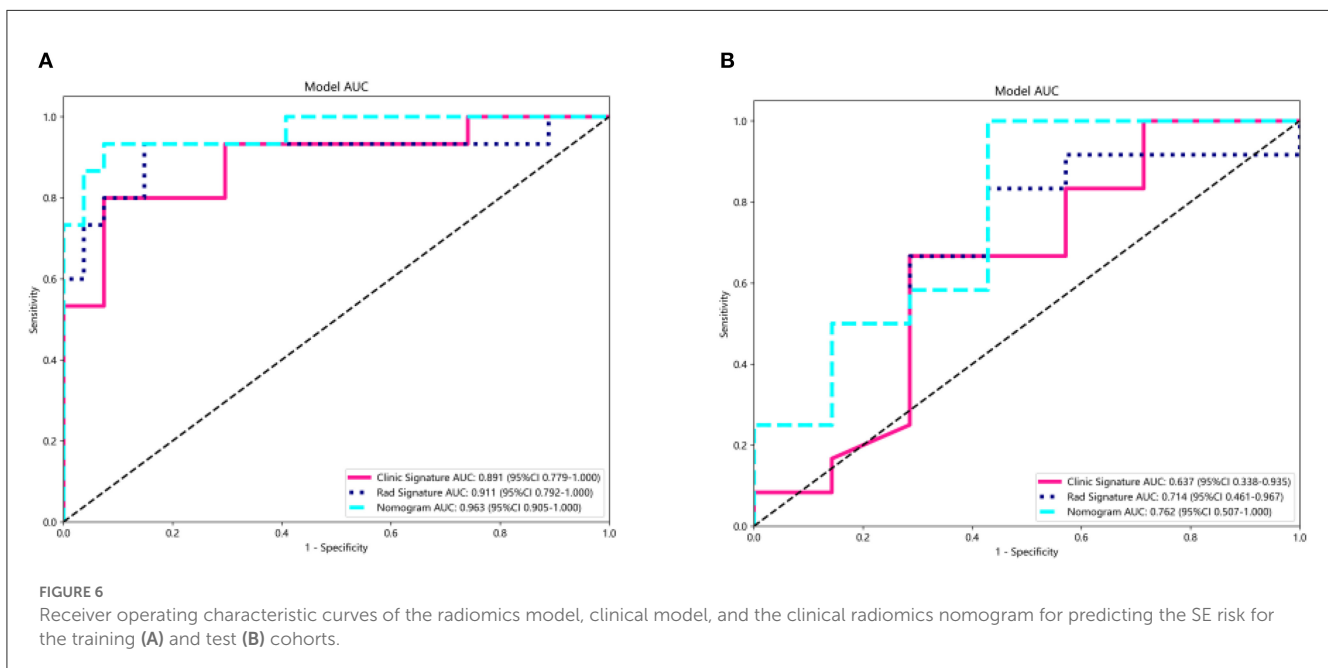 A
Model AUC
1.0
0.8
0.6
0.4
0.2
0.0
Sensitivity
0.0 0.2 0.4 0.6 0.8 1.0
1 - Specificity
Clinic Signature AUC: 0.891 (95%CI 0.779-1.000)
Rad Signature AUC: 0.911 (95%CI 0.792-1.000)
Nomogram AUC: 0.963 (95%CI 0.905-1.000)
B
Model AUC
1.0
0.8
0.6
0.4
0.2
0.0
Sensitivity
0.0 0.2 0.4 0.6 0.8 1.0
1 - Specificity
Clinic Signature AUC: 0.637 (95%CI 0.338-0.935)
Rad Signature AUC: 0.714 (95%CI 0.461-0.967)
Nomogram AUC: 0.762 (95%CI 0.507-1.000)
FIGURE 6
Receiver operating characteristic curves of the radiomics model, clinical model, and the clinical radiomics nomogram for predicting the SE risk for
the training (A) and test (B) cohorts.